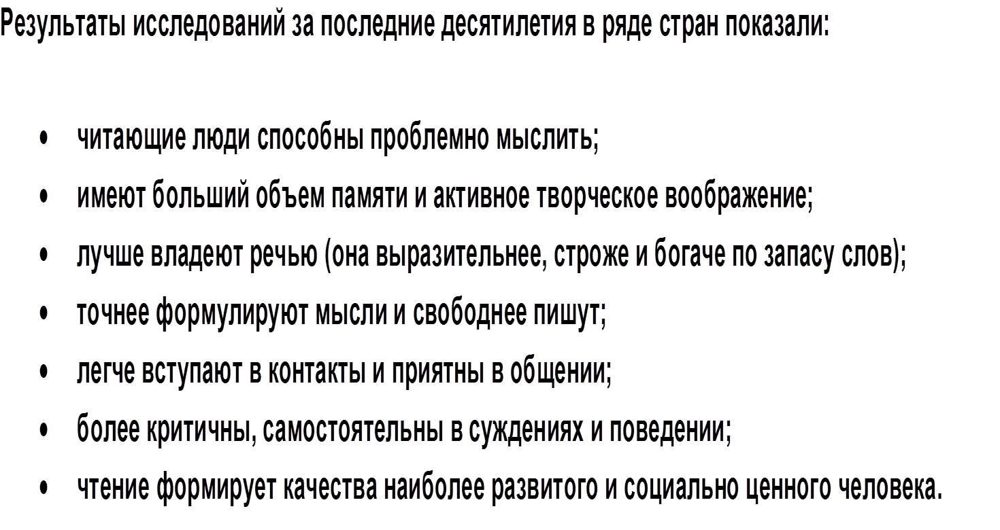 Результаты исследований за последние десятилетия в ряде стран показали:
• читающие люди способны проблемно мыслить;
• имеют больший объем памяти и активное творческое воображение;
• лучше владеют речью (она выразительнее, строже и богаче по запасу слов);
• точнее формулируют мысли и свободнее пишут;
• легче вступают в контакты и приятны в общении;
• более критичны, самостоятельны в суждениях и поведении;
• чтение формирует качества наиболее развитого и социально ценного человека.